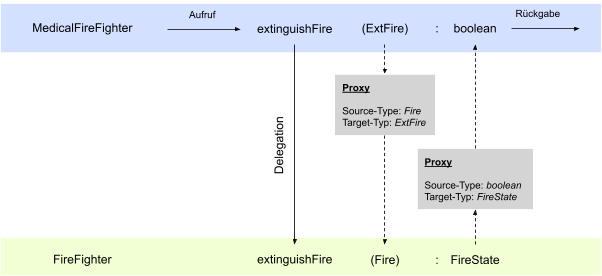 Aufruf
Rückgabe
MedicalFireFighter extinguishFire (ExtFire) : boolean
Proxy
Source-Type: Fire
Target-Typ: ExtFire
Delegation
Proxy
Source-Type: boolean
Target-Typ: FireState
FireFighter extinguishFire (Fire) : FireState